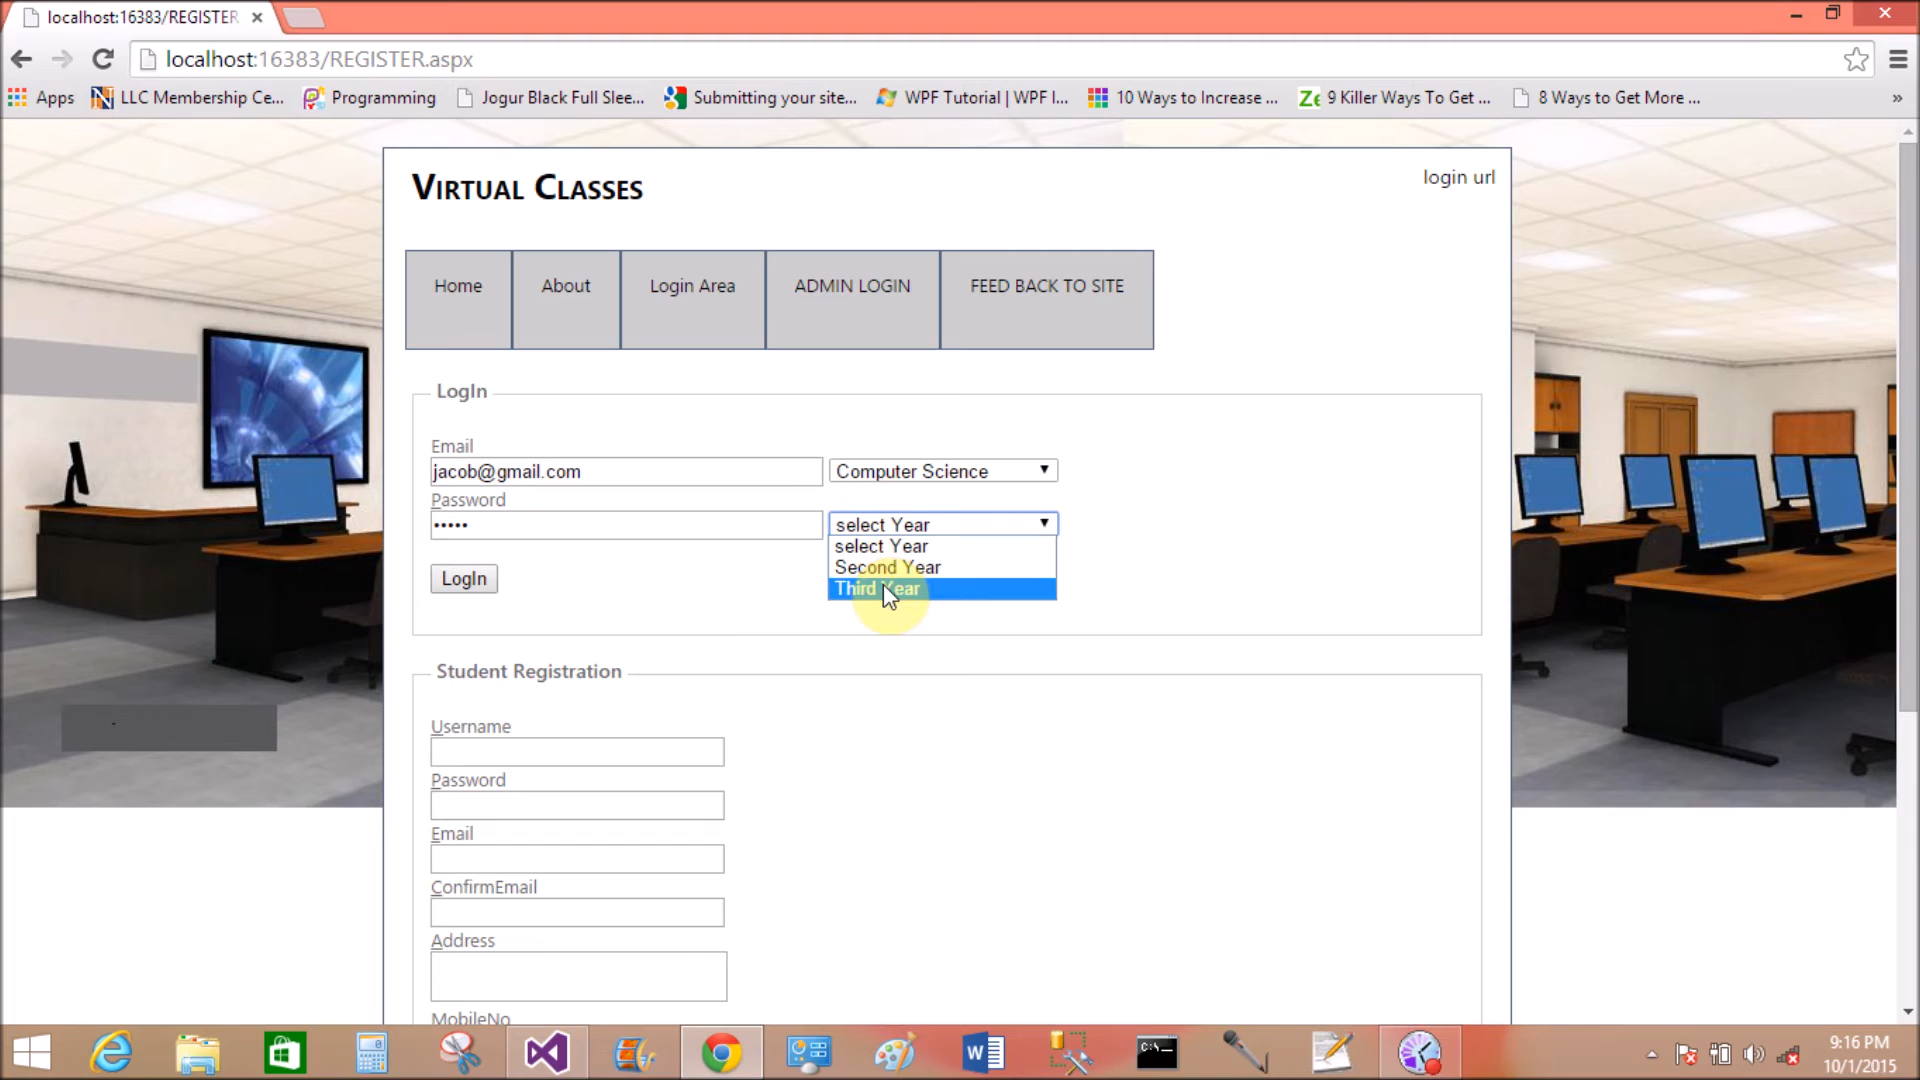 localhost:16383/REGISTER
localhost:16383/REGISTER.aspx
Apps LLC Membership Ce... Programming Jogur Black Full Slee... Submitting your site... WPF Tutorial | WPF I... 10 Ways to Increase ... 9 Killer Ways To Get ... 8 Ways to Get More ... »
VIRTUAL CLASSES
login url
Home About Login Area ADMIN LOGIN FEED BACK TO SITE
LogIn
Email
jacob@gmail.com Computer Science
Password
••••• select Year
select Year
Second Year
Third Year
LogIn
Student Registration
Username
Password
Email
ConfirmEmail
Address
MobileNo
9:16 PM
10/1/2015